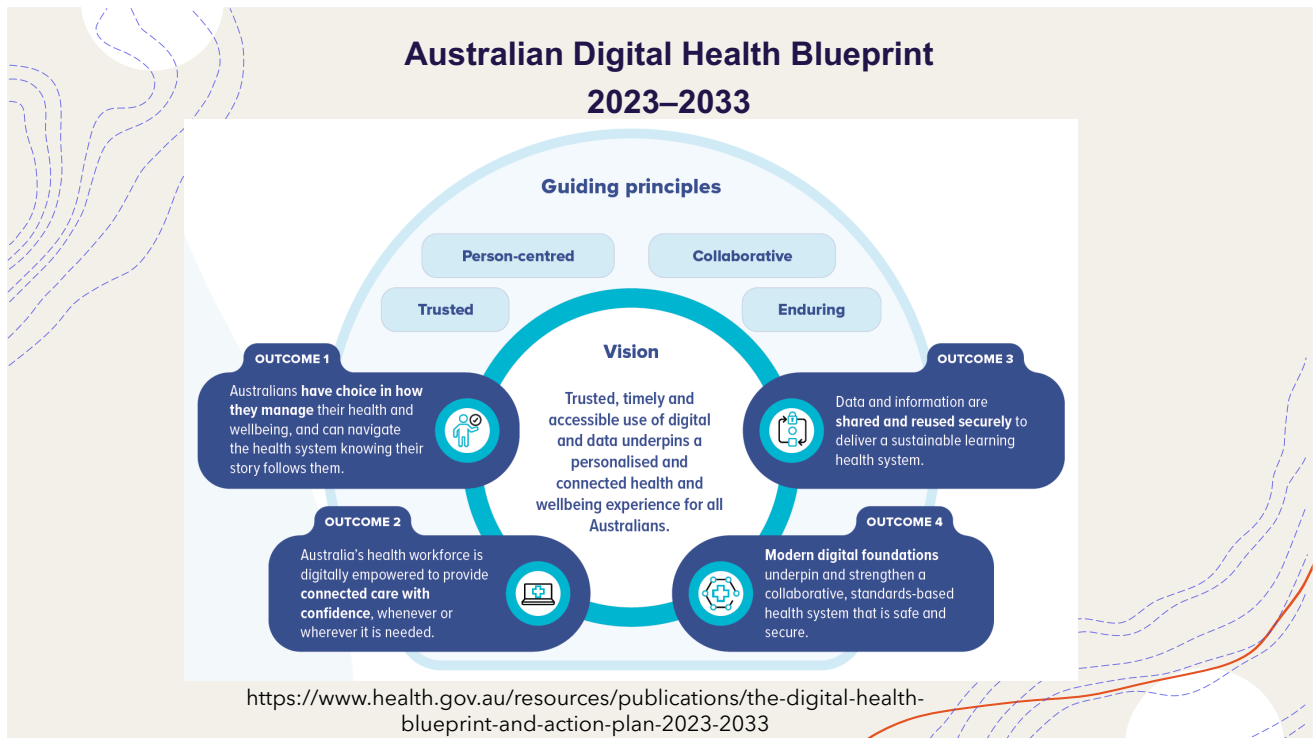 Australian Digital Health Blueprint
2023–2033
Guiding principles
Person-centred
Collaborative
Trusted
Enduring
Vision
Trusted, timely and
accessible use of digital
and data underpins a
personalised and
connected health and
wellbeing experience for all
Australians.
OUTCOME 1
Australians have choice in how
they manage their health and
wellbeing, and can navigate
the health system knowing their
story follows them.
OUTCOME 2
Australia's health workforce is
digitally empowered to provide
connected care with
confidence, whenever or
wherever it is needed.
OUTCOME 3
Data and information are
shared and reused securely to
deliver a sustainable learning
health system.
OUTCOME 4
Modern digital foundations
underpin and strengthen a
collaborative, standards-based
health system that is safe and
secure.
https://www.health.gov.au/resources/publications/the-digital-health-
blueprint-and-action-plan-2023-2033